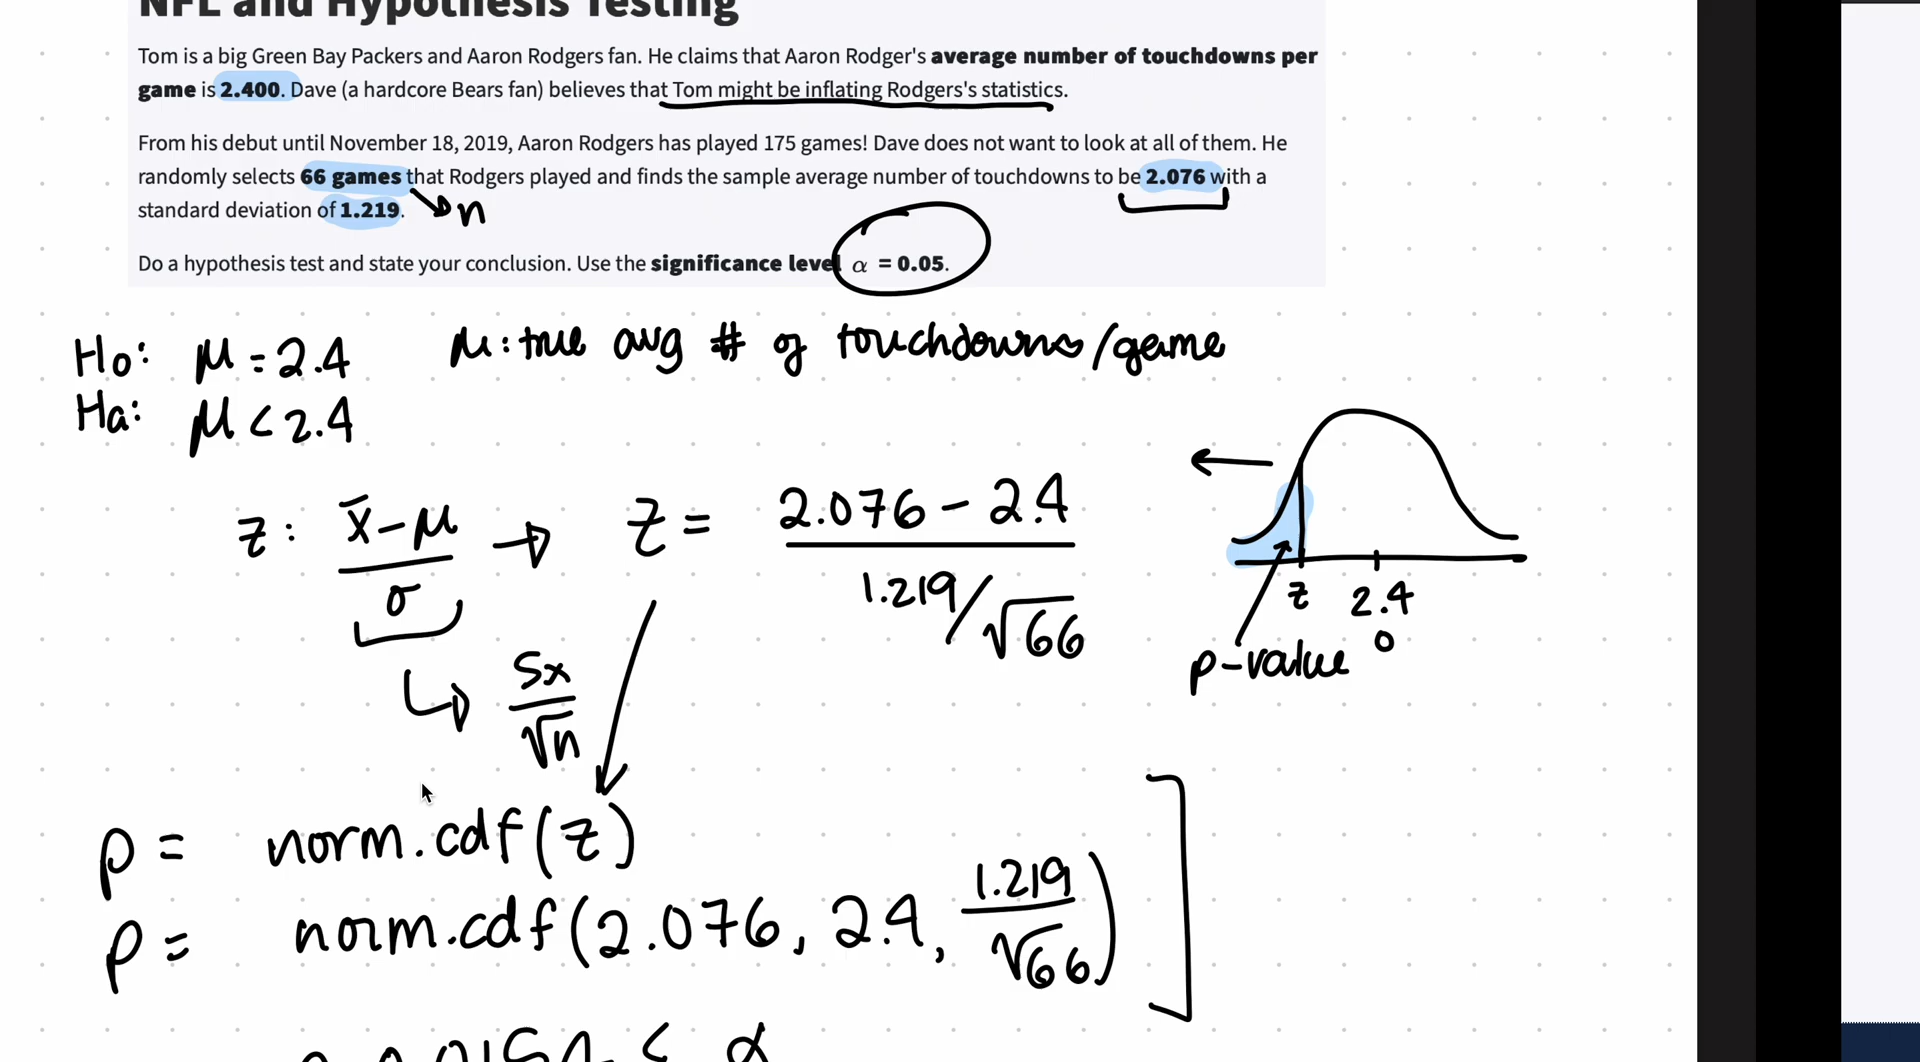 NFL and Hypothesis Testing
Tom is a big Green Bay Packers and Aaron Rodgers fan. He claims that Aaron Rodger's average number of touchdowns per
game is 2.400. Dave (a hardcore Bears fan) believes that Tom might be inflating Rodgers's statistics.
From his debut until November 18, 2019, Aaron Rodgers has played 175 games! Dave does not want to look at all of them. He
randomly selects 66 games that Rodgers played and finds the sample average number of touchdowns to be 2.076 with a
standard deviation of 1.219.
n
Do a hypothesis test and state your conclusion. Use the significance level α = 0.05.
Ho: μ = 2.4
μ: true avg # of touchdowns/game
Ha: μ < 2.4
z: x̄-μ / σ → z = 2.076 - 2.4 / 1.219/√66
Sx / √n
z 2.4
0
p-value
p = norm.cdf(z)
p = norm.cdf(2.076, 2.4, 1.219/√66)
< α